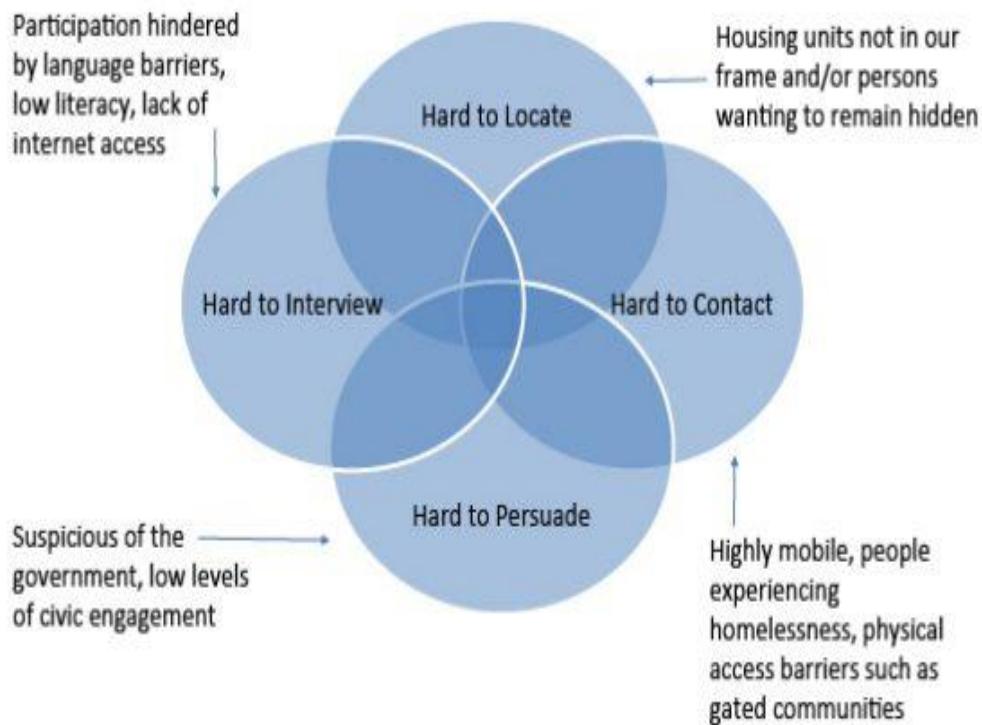 Participation hindered
by language barriers,
low literacy, lack of
internet access
Housing units not in our
frame and/or persons
wanting to remain hidden
Hard to Locate
Hard to Interview
Hard to Contact
Hard to Persuade
Suspicious of the
government, low levels
of civic engagement
Highly mobile, people
experiencing
homelessness, physical
access barriers such as
gated communities